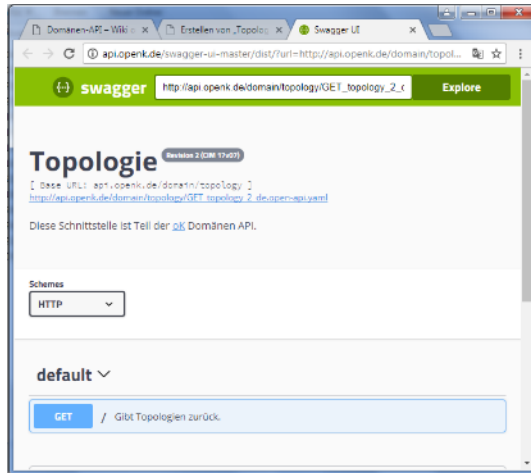 Domänen-API – Wiki
Erstellen von „Topolog
Swagger UI
api.openk.de/swagger-ui-master/dist/?url=http://api.openk.de/domain/topol...
swagger
http://api.openk.de/domain/topology/GET_topology_2_c
Explore
Topologie
Revision 2 (CIM 17v07)
[ Base URL: api.openk.de/domain/topology ]
http://api.openk.de/domain/topology/GET_topology_2_de.open-api.yaml
Diese Schnittstelle ist Teil der oK Domänen API.
Schemes
HTTP
default
GET / Gibt Topologien zurück.